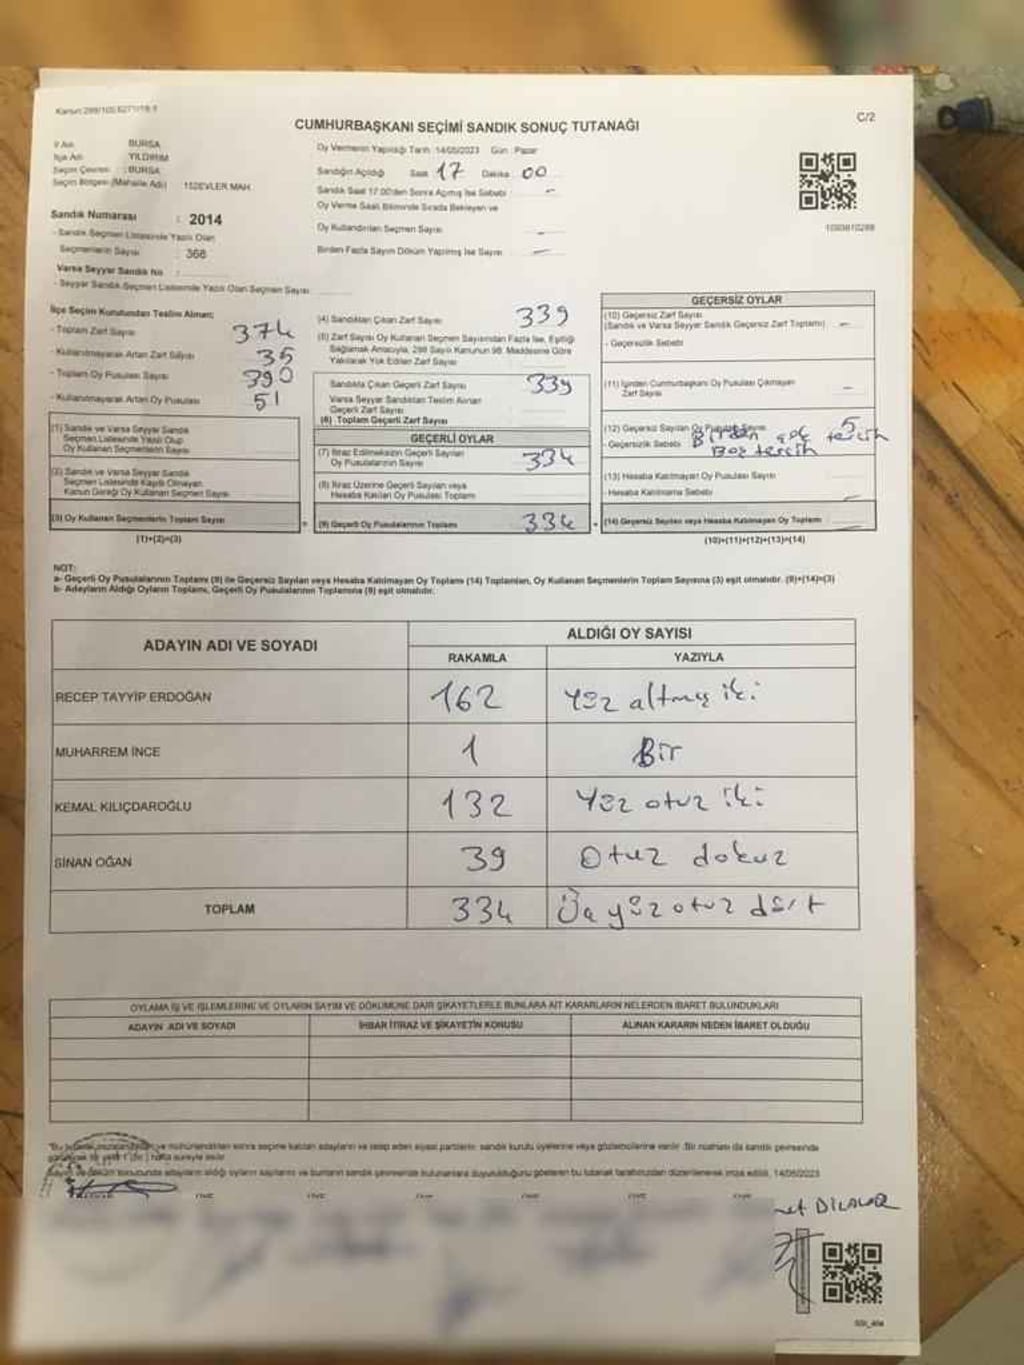 CUMHURBAŞKANI SEÇİMİ SANDIK SONUÇ TUTANAĞI
C/2
İl Adı : BURSA
İlçe Adı : YILDIRIM
Seçim Çevresi : BURSA
Seçim Bölgesi (Mahalle Adı) 152EVLER MAH.
Oy Vermenin Yapıldığı Tarih :14/05/2023 Gün : Pazar
Sandığın Açıldığı Saat 17 Dakika 00
Sandık Saat 17.00'den Sonra Açılmış İse Sebebi -
Oy Verme Saati Bitiminde Sırada Bekleyen ve
Oy Kullandırılan Seçmen Sayısı -
Birden Fazla Sayım Döküm Yapılmış İse Sayısı -
Sandık Numarası : 2014
- Sandık Seçmen Listesinde Yazılı Olan
Seçmenlerin Sayısı : 368
Varsa Seyyar Sandık No :
- Seyyar Sandık Seçmen Listesinde Yazılı Olan Seçmen Sayısı
İlçe Seçim Kurulundan Teslim Alınan;
- Toplam Zarf Sayısı 374
- Kullanılmayarak Artan Zarf Sayısı 35
- Toplam Oy Pusulası Sayısı 390
- Kullanılmayarak Artan Oy Pusulası 51
(1) Sandık ve Varsa Seyyar Sandık
Seçmen Listesinde Yazılı Olup
Oy Kullanan Seçmenlerin Sayısı
(2) Sandık ve Varsa Seyyar Sandık
Seçmen Listesinde Kayıtlı Olmayan
Kanun Gereği Oy Kullanan Seçmen Sayısı
(3) Oy Kullanan Seçmenlerin Toplam Sayısı
(1)+(2)=(3)
(4) Sandıktan Çıkan Zarf Sayısı 339
(5) Zarf Sayısı Oy Kullanan Seçmen Sayısından Fazla İse, Eşitliği
Sağlamak Amacıyla, 298 Sayılı Kanunun 98. Maddesine Göre
Yakılarak Yok Edilen Zarf Sayısı
Sandıkta Çıkan Geçerli Zarf Sayısı 339
Varsa Seyyar Sandıktan Teslim Alınan
Geçerli Zarf Sayısı
(6) Toplam Geçerli Zarf Sayısı
GEÇERLİ OYLAR
(7) İtiraz Edilmeksizin Geçerli Sayılan
Oy Pusulalarının Sayısı 334
(8) İtiraz Üzerine Geçerli Sayılan veya
Hesaba Katılan Oy Pusulası Toplamı
(9) Geçerli Oy Pusulalarının Toplamı 334
GEÇERSİZ OYLAR
(10) Geçersiz Zarf Sayısı
(Sandık ve Varsa Seyyar Sandık Geçersiz Zarf Toplamı) -
- Geçersizlik Sebebi
(11) İçinden Cumhurbaşkanı Oy Pusulası Çıkmayan
Zarf Sayısı -
(12) Geçersiz Sayılan Oy Pusulası Sayısı 5
- Geçersizlik Sebebi Birden çok tercih
Boş tercih
(13) Hesaba Katılmayan Oy Pusulası Sayısı
- Hesaba Katılmama Sebebi -
(14) Geçersiz Sayılan veya Hesaba Katılmayan Oy Toplamı
(10)+(11)+(12)+(13)=(14)
NOT:
a- Geçerli Oy Pusulalarının Toplamı (9) ile Geçersiz Sayılan veya Hesaba Katılmayan Oy Toplamı (14) Toplamları, Oy Kullanan Seçmenlerin Toplam Sayısına (3) eşit olmalıdır. (9)+(14)=(3)
b- Adayların Aldığı Oyların Toplamı, Geçerli Oy Pusulalarının Toplamına (9) eşit olmalıdır.
ADAYIN ADI VE SOYADI
ALDIĞI OY SAYISI
RAKAMLA YAZIYLA
RECEP TAYYİP ERDOĞAN 162 Yüz altmış iki
MUHARREM İNCE 1 Bir
KEMAL KILIÇDAROĞLU 132 Yüz otuz iki
SİNAN OĞAN 39 Otuz dokuz
TOPLAM 334 Üç yüz otuz dört
OYLAMA İŞ VE İŞLEMLERİNE VE OYLARIN SAYIM VE DÖKÜMÜNE DAİR ŞİKAYETLERLE BUNLARA AİT KARARLARIN NELERDEN İBARET BULUNDUKLARI
ADAYIN ADI VE SOYADI İHBAR İTİRAZ VE ŞİKAYETİN KONUSU ALINAN KARARIN NEDEN İBARET OLDUĞU